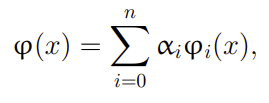 φ(x) = ∑_{i=0}^{n} α_i φ_i(x),